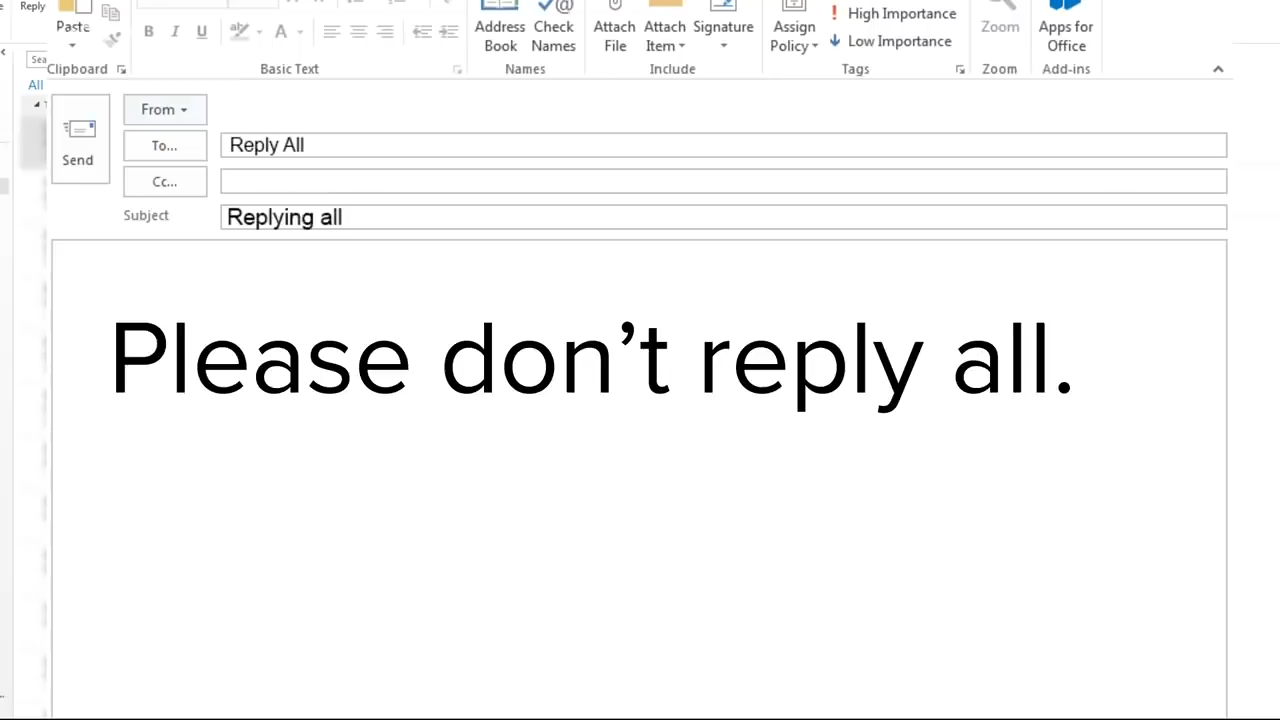 Reply
Paste
Clipboard
B I U
A
Basic Text
Address Book
Check Names
Names
Attach File
Attach Item
Signature
Include
Assign Policy
High Importance
Low Importance
Tags
Zoom
Zoom
Apps for Office
Add-ins
All
Send
From
To...
Reply All
Cc...
Subject
Replying all
Please don’t reply all.